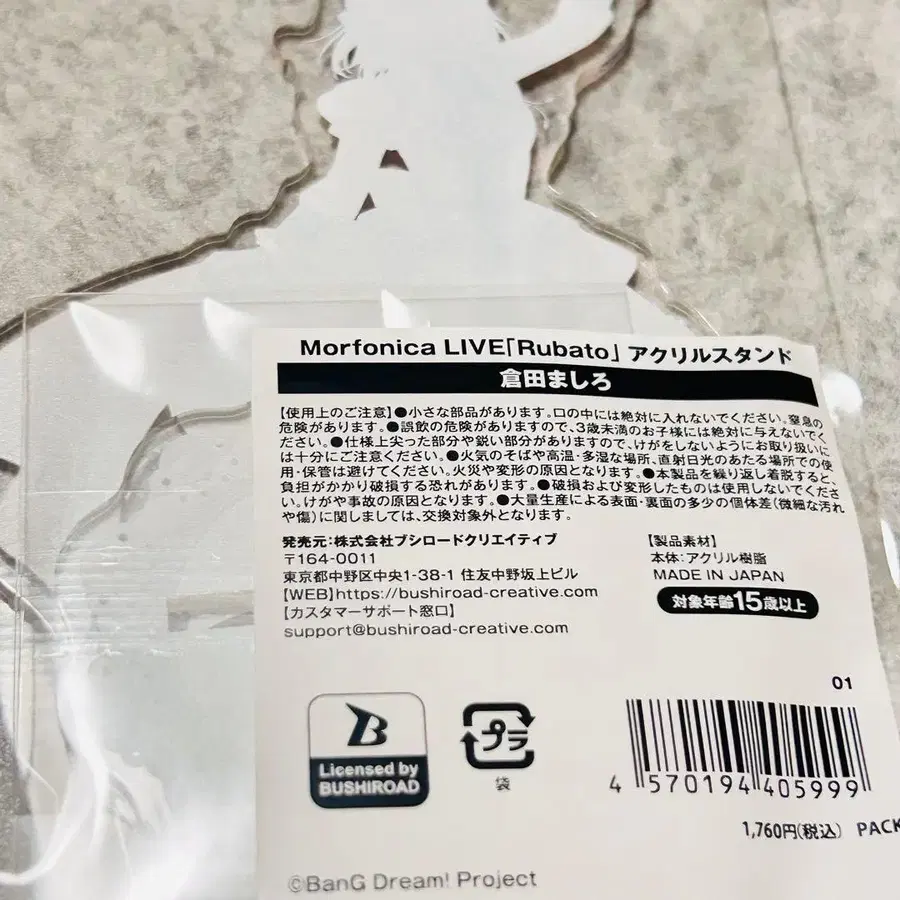 Morfonica LIVE「Rubato」アクリルスタンド
倉田ましろ
【使用上のご注意】●小さな部品があります。口の中には絶対に入れないでください。窒息の
危険があります。●誤飲の危険がありますので、3歳未満のお子様には絶対に与えないでく
ださい。●仕様上尖った部分や鋭い部分がありますので、けがをしないようにお取り扱いに
は十分にご注意ください。●火気のそばや高温・多湿な場所、直射日光のあたる場所での使
用・保管は避けてください。火災や変形の原因となります。●本製品を繰り返し着脱すると、
負担がかかり破損する恐れがあります。●破損および変形したものは使用しないでくださ
い。けがや事故の原因となります。●大量生産による表面・裏面の多少の個体差(微細な汚れ
や傷)に関しましては、交換対象外となります。
発売元:株式会社ブシロードクリエイティブ
〒164-0011
東京都中野区中央1-38-1 住友中野坂上ビル
【WEB】https://bushiroad-creative.com
【カスタマーサポート窓口】
support@bushiroad-creative.com
【製品素材】
本体:アクリル樹脂
MADE IN JAPAN
対象年齢15歳以上
01
B
Licensed by
BUSHIROAD
プラ
袋
4 570194 405999
1,760円(税込) PACK
©BanG Dream! Project